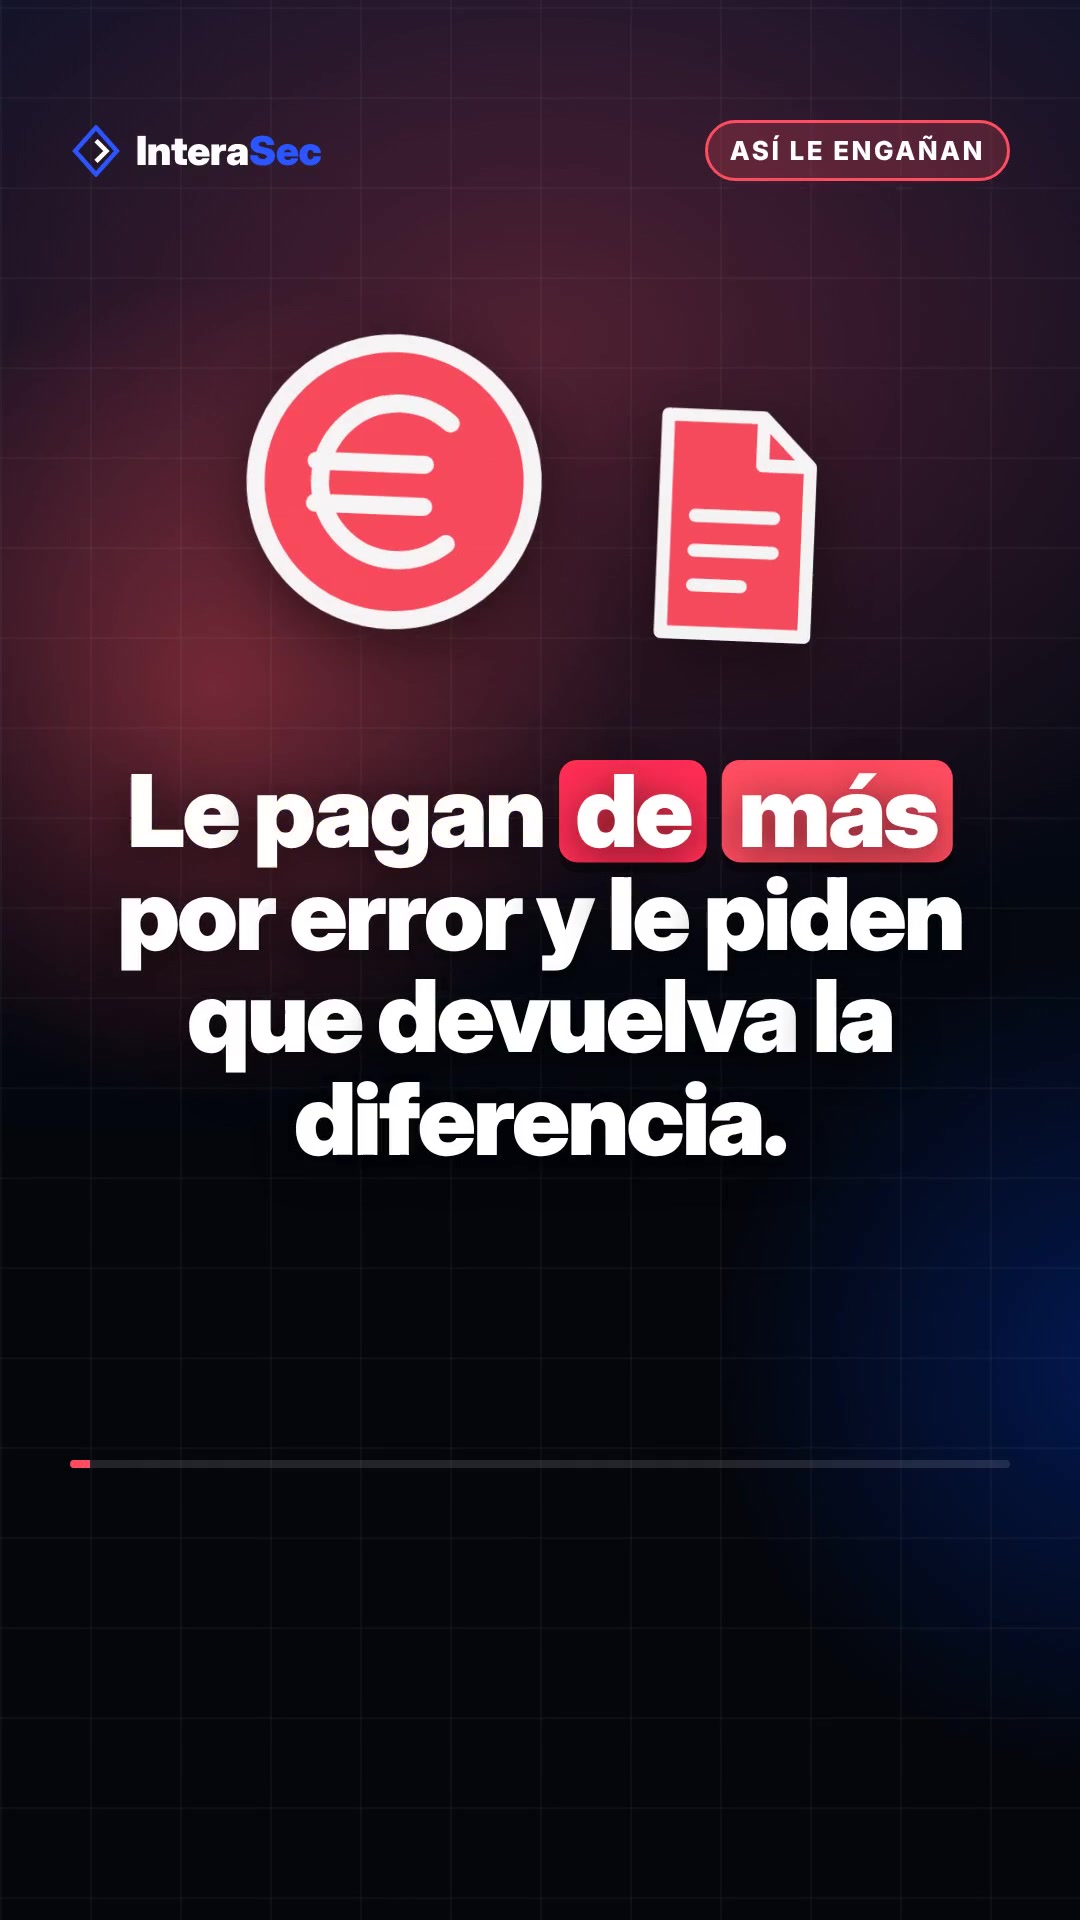 InteraSec
ASÍ LE ENGAÑAN
Le pagan de más
por error y le piden
que devuelva la
diferencia.